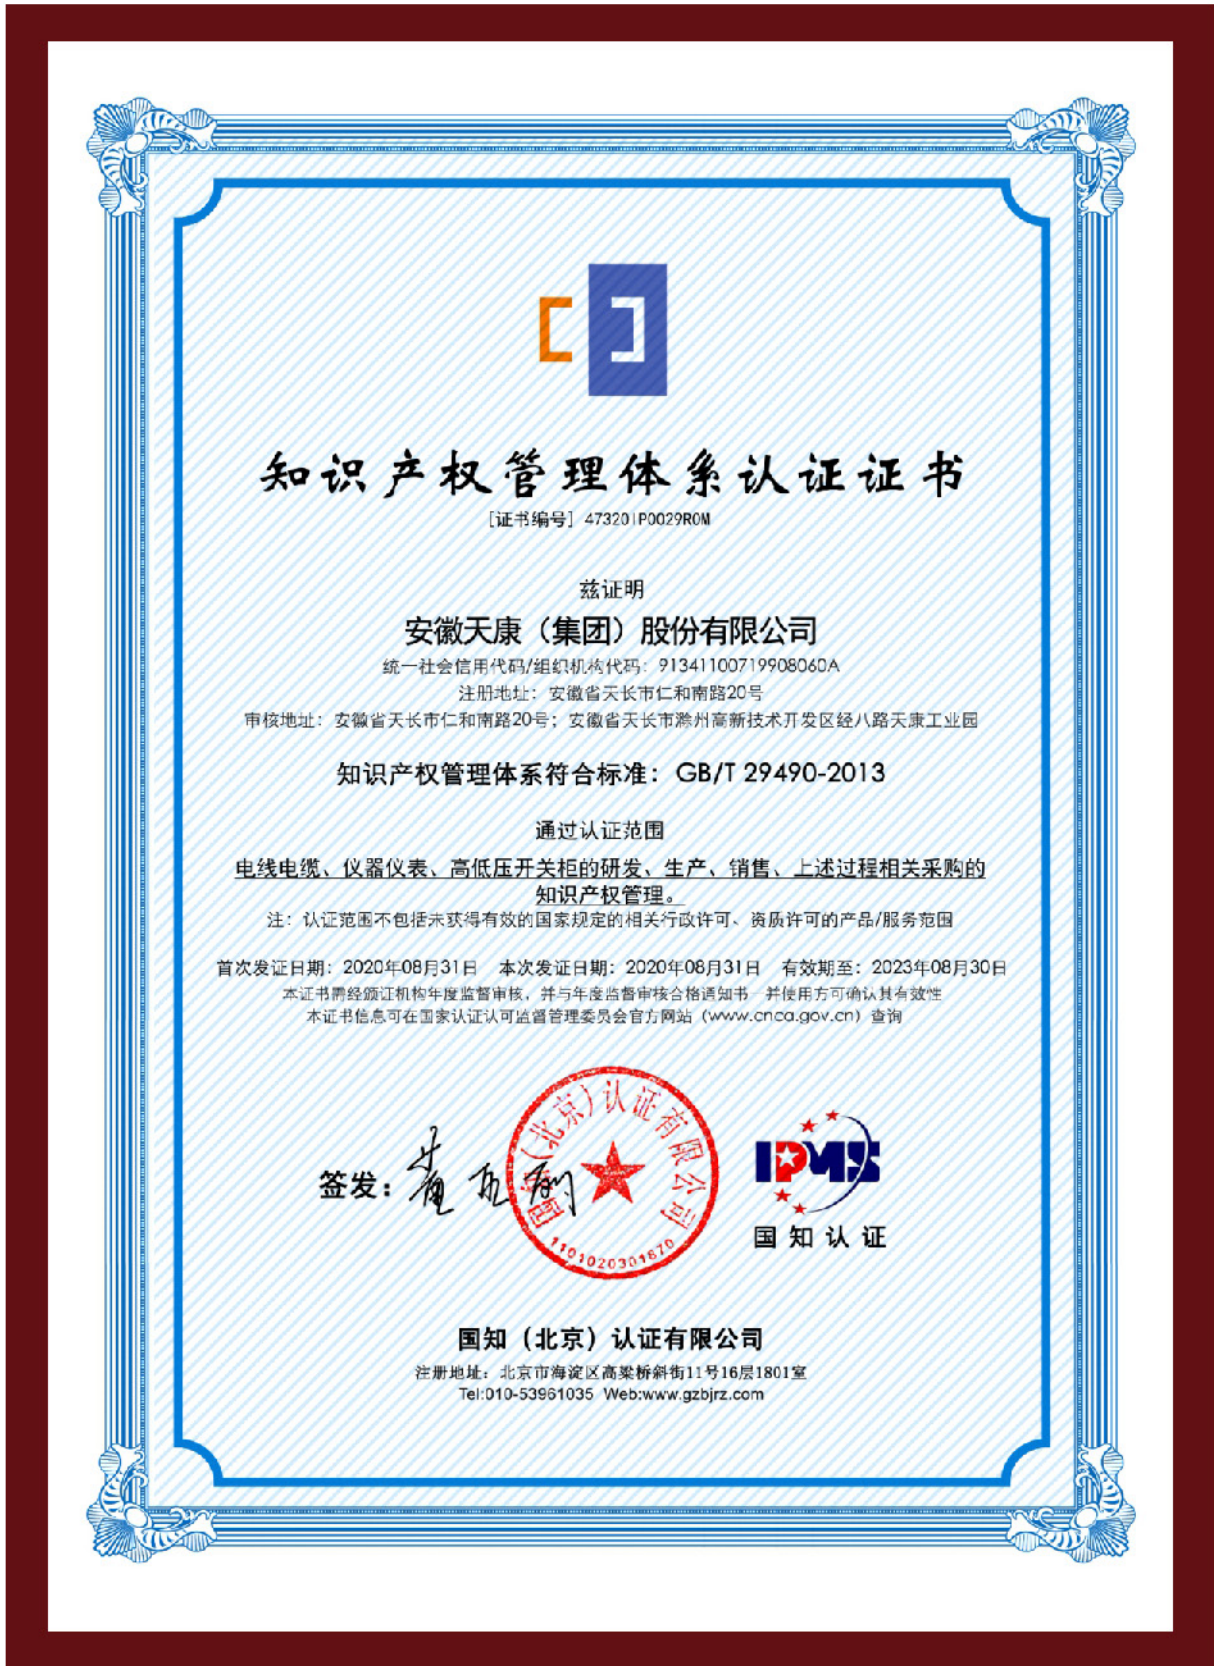 知识产权管理体系认证证书
[证书编号] 47320IP0029R0M
兹证明
安徽天康（集团）股份有限公司
统一社会信用代码/组织机构代码：91341100719908060A
注册地址：安徽省天长市仁和南路20号
审核地址：安徽省天长市仁和南路20号；安徽省天长市滁州高新技术开发区经八路天康工业园
知识产权管理体系符合标准：GB/T 29490-2013
通过认证范围
电线电缆、仪器仪表、高低压开关柜的研发、生产、销售、上述过程相关采购的
知识产权管理。
注：认证范围不包括未获得有效的国家规定的相关行政许可、资质许可的产品/服务范围
首次发证日期：2020年08月31日 本次发证日期：2020年08月31日 有效期至：2023年08月30日
本证书需经颁证机构年度监督审核，并与年度监督审核合格通知书一并使用方可确认其有效性
本证书信息可在国家认证认可监督管理委员会官方网站（www.cnca.gov.cn）查询
签发：
国知（北京）认证有限公司
1101020301870
IPMS
国知认证
国知（北京）认证有限公司
注册地址：北京市海淀区高粱桥斜街11号16层1801室
Tel:010-53961035 Web:www.gzbjrz.com